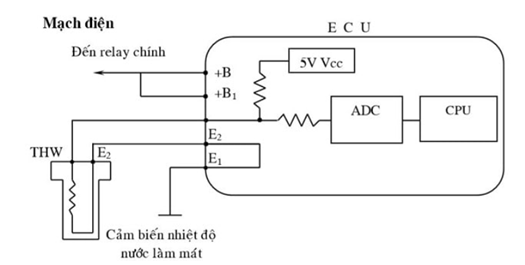 Mạch điện
E C U
Đến relay chính
5V Vcc
+B
+B1
ADC
CPU
E2
THW
E2
E1
Cảm biến nhiệt độ
nước làm mát